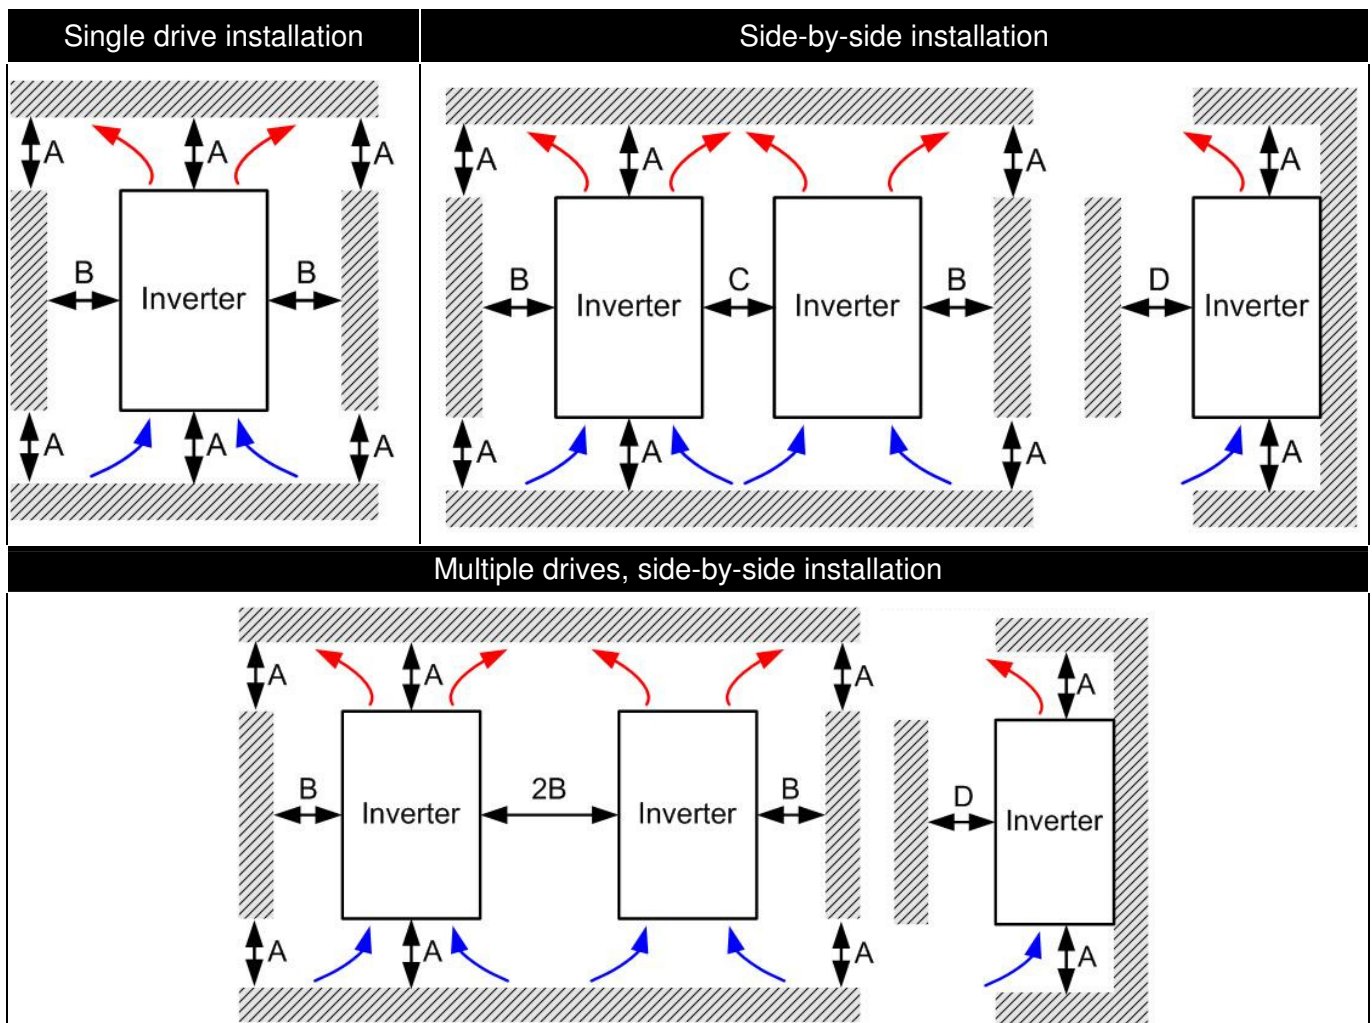 Single drive installation
Side-by-side installation
A A A
B Inverter B
A A A
A A A A
B Inverter C Inverter B D Inverter
A A A A
Multiple drives, side-by-side installation
A A A A
B Inverter 2B Inverter B D Inverter
A A A A